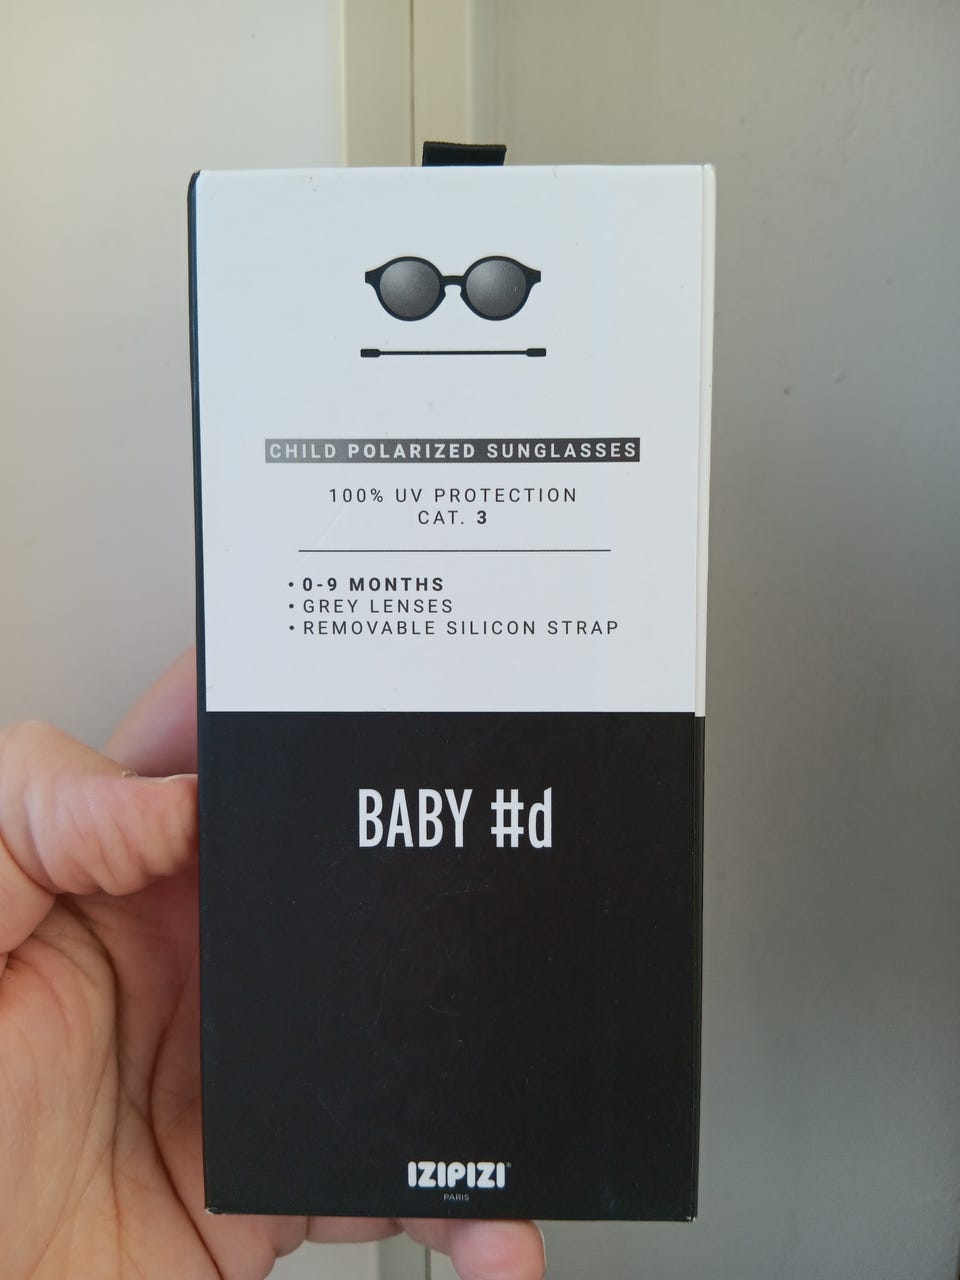 CHILD POLARIZED SUNGLASSES
100% UV PROTECTION
CAT. 3
• 0-9 MONTHS
• GREY LENSES
• REMOVABLE SILICON STRAP
BABY #d
IZIPIZI®
PARIS